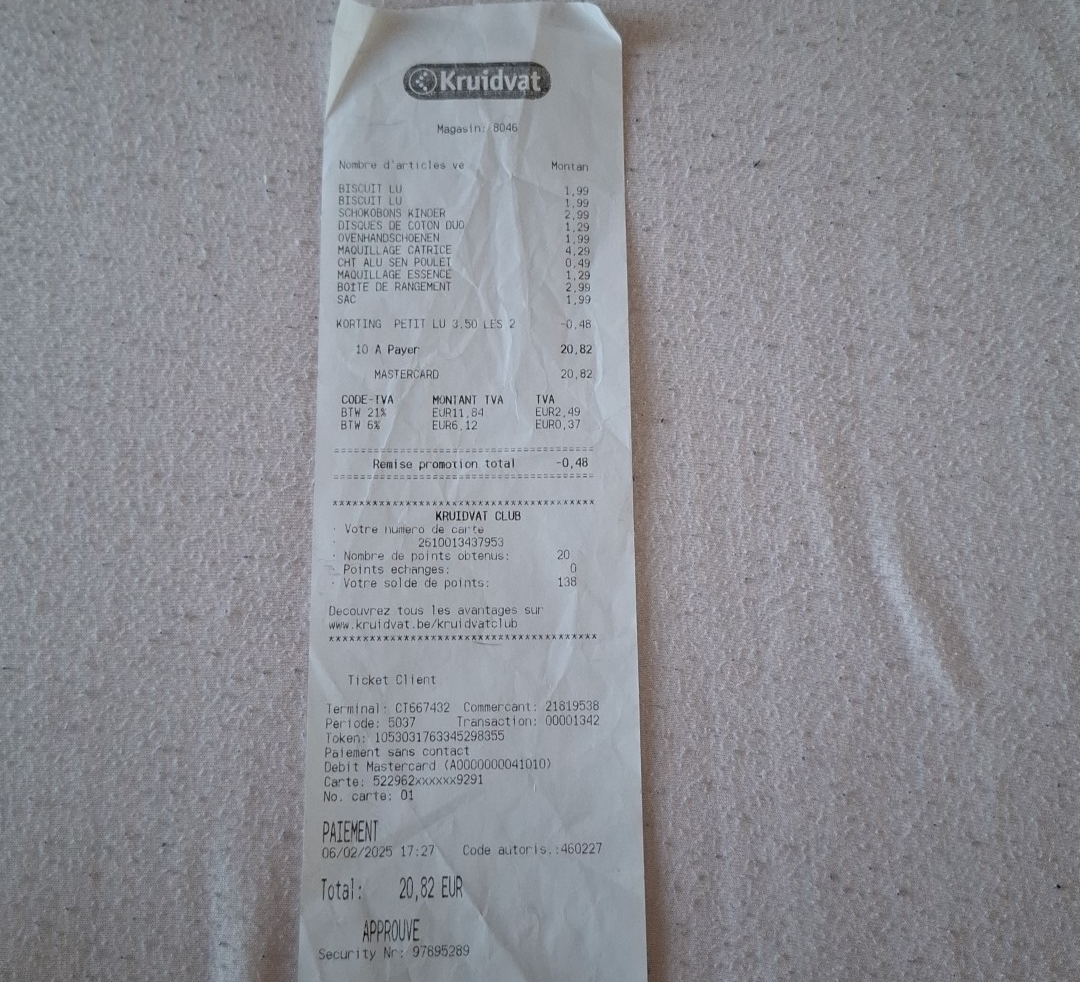 Kruidvat
Magasin: 8046
Nombre d'articles ve Montan
BISCUIT LU 1,99
BISCUIT LU 1,99
SCHOKOBONS KINDER 2,99
DISQUES DE COTON DUO 1,29
OVENHANDSCHOENEN 1,99
MAQUILLAGE CATRICE 4,29
CHT ALU SEN POULET 0,49
MAQUILLAGE ESSENCE 1,29
BOITE DE RANGEMENT 2,99
SAC 1,99
KORTING PETIT LU 3.50 LES 2 -0,48
10 A Payer 20,82
MASTERCARD 20,82
CODE-TVA MONTANT TVA TVA
BTW 21% EUR11,84 EUR2,49
BTW 6% EUR6,12 EUR0,37
==========================================
Remise promotion total -0,48
==========================================
******************************************
KRUIDVAT CLUB
· Votre numero de carte
· 2610013437953
· Nombre de points obtenus: 20
Points echanges: 0
· Votre solde de points: 138
Decouvrez tous les avantages sur
www.kruidvat.be/kruidvatclub
******************************************
Ticket Client
Terminal: CT667432 Commercant: 21819538
Periode: 5037 Transaction: 00001342
Token: 1053031763345298355
Paiement sans contact
Debit Mastercard (A0000000041010)
Carte: 522962xxxxxx9291
No. carte: 01
PAIEMENT
06/02/2025 17:27 Code autoris.:460227
Total: 20,82 EUR
APPROUVE
Security Nr: 97895289